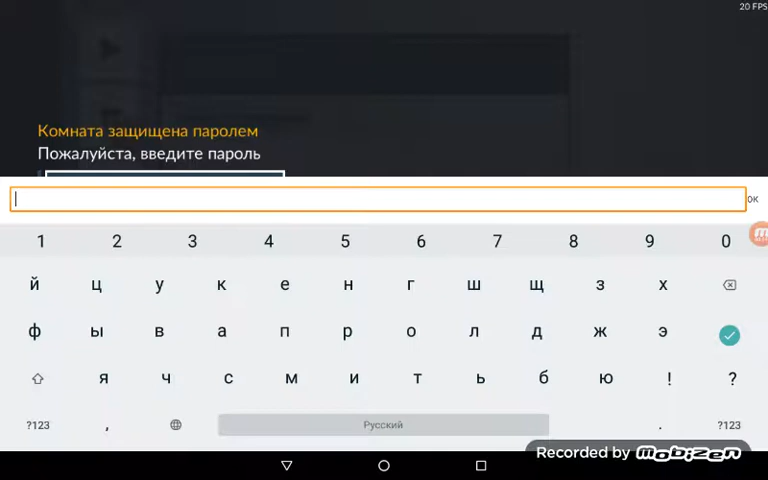 20 FPS
Комната защищена паролем
Пожалуйста, введите пароль
ОК
1 2 3 4 5 6 7 8 9 0
й ц у к е н г ш щ з х
ф ы в а п р о л д ж э
я ч с м и т ь б ю ! ?
?123 , Русский . ?123
Recorded by mobizen